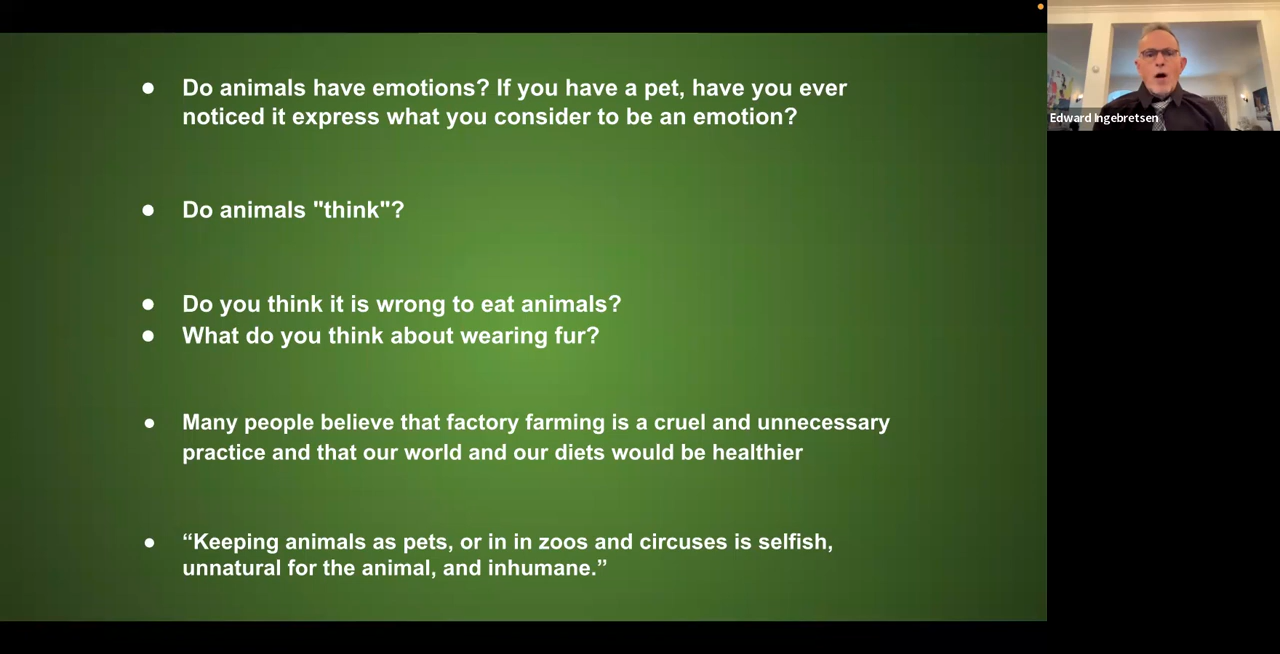 ● Do animals have emotions? If you have a pet, have you ever
noticed it express what you consider to be an emotion?
● Do animals "think"?
● Do you think it is wrong to eat animals?
● What do you think about wearing fur?
● Many people believe that factory farming is a cruel and unnecessary
practice and that our world and our diets would be healthier
● “Keeping animals as pets, or in in zoos and circuses is selfish,
unnatural for the animal, and inhumane.”
Edward Ingebretsen